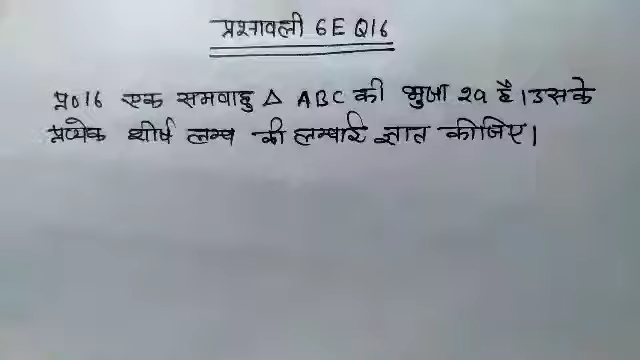 प्रश्नावली 6E Q16
प्र०16 एक समबाहु △ ABC की भुजा 2a है। उसके
प्रत्येक शीर्ष लम्ब की लम्बाई ज्ञात कीजिए।